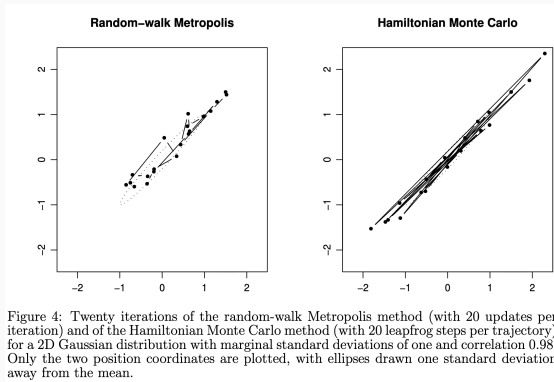 Random−walk Metropolis
Hamiltonian Monte Carlo
2
1
0
−1
−2
−2 −1 0 1 2
2
1
0
−1
−2
−2 −1 0 1 2
Figure 4: Twenty iterations of the random-walk Metropolis method (with 20 updates per
iteration) and of the Hamiltonian Monte Carlo method (with 20 leapfrog steps per trajectory)
for a 2D Gaussian distribution with marginal standard deviations of one and correlation 0.98
Only the two position coordinates are plotted, with ellipses drawn one standard deviation
away from the mean.